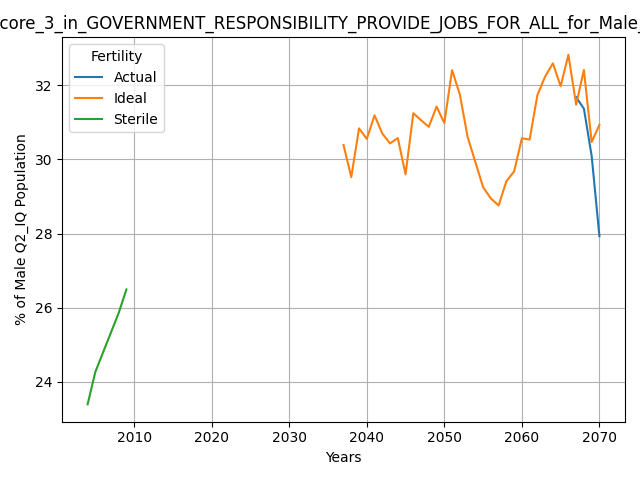 core_3_in_GOVERNMENT_RESPONSIBILITY_PROVIDE_JOBS_FOR_ALL_for_Male_
Fertility
Actual
Ideal
Sterile
% of Male Q2_IQ Population
32
30
28
26
24
2010 2020 2030 2040 2050 2060 2070
Years